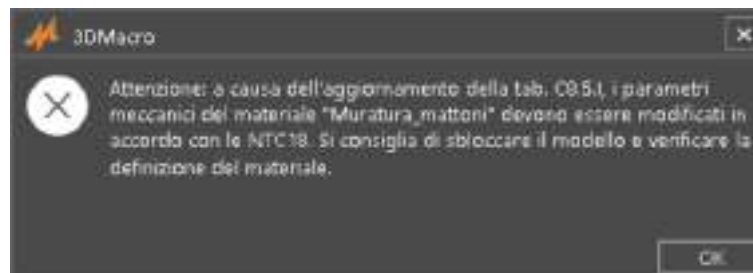 3DMacro
Attenzione: a causa dell'aggiornamento della tab. C8.5.I, i parametri
meccanici del materiale "Muratura_mattoni" devono essere modificati in
accordo con le NTC18. Si consiglia di sbloccare il modello e verificare la
definizione del materiale.
OK